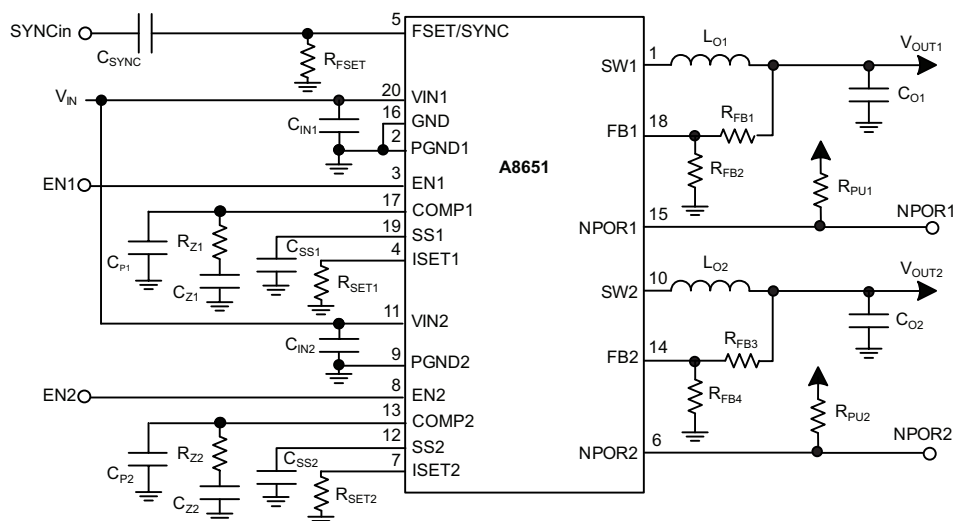 SYNCin
C_SYNC
R_FSET
5
FSET/SYNC
V_IN
20
VIN1
C_IN1
16
GND
2
PGND1
EN1
3
EN1
17
COMP1
C_P1
R_Z1
C_Z1
19
SS1
C_SS1
4
ISET1
R_SET1
11
VIN2
C_IN2
9
PGND2
EN2
8
EN2
13
COMP2
C_P2
R_Z2
C_Z2
12
SS2
C_SS2
7
ISET2
R_SET2
A8651
SW1
1
L_O1
V_OUT1
C_O1
FB1
18
R_FB1
R_FB2
R_PU1
NPOR1
15
NPOR1
SW2
10
L_O2
V_OUT2
C_O2
FB2
14
R_FB3
R_FB4
R_PU2
NPOR2
6
NPOR2